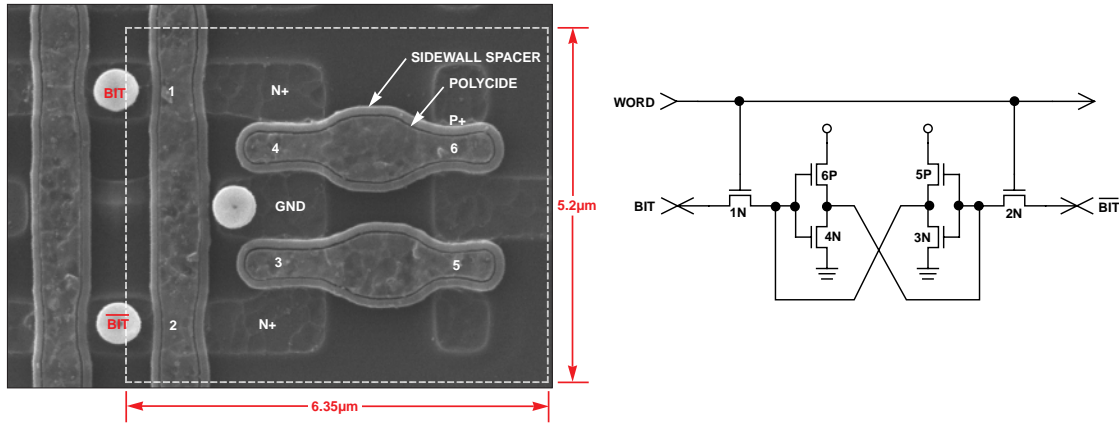 SIDEWALL SPACER
POLYCIDE
BIT
1
N+
P+
4
6
GND
3
5
BIT
2
N+
5.2µm
6.35µm
WORD
6P
5P
BIT
1N
4N
3N
2N
BIT